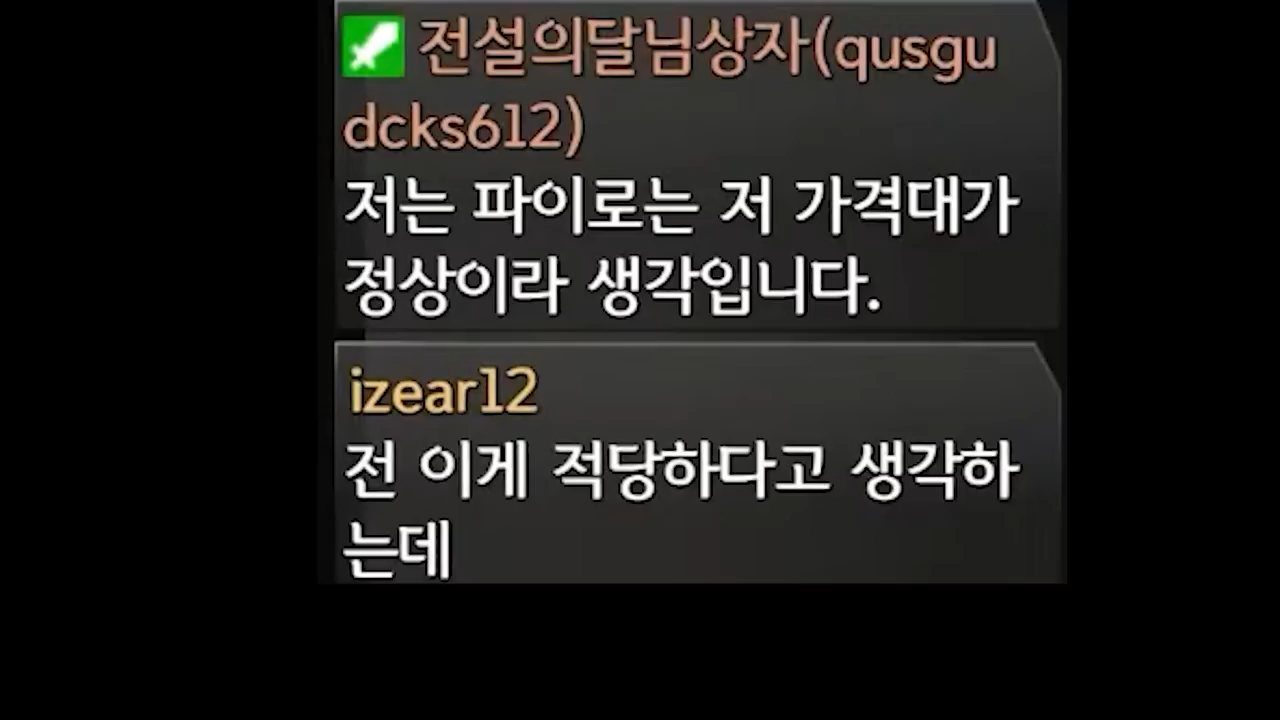 전설의달님상자(qusgu
dcks612)
저는 파이로는 저 가격대가
정상이라 생각입니다.
izear12
전 이게 적당하다고 생각하
는데